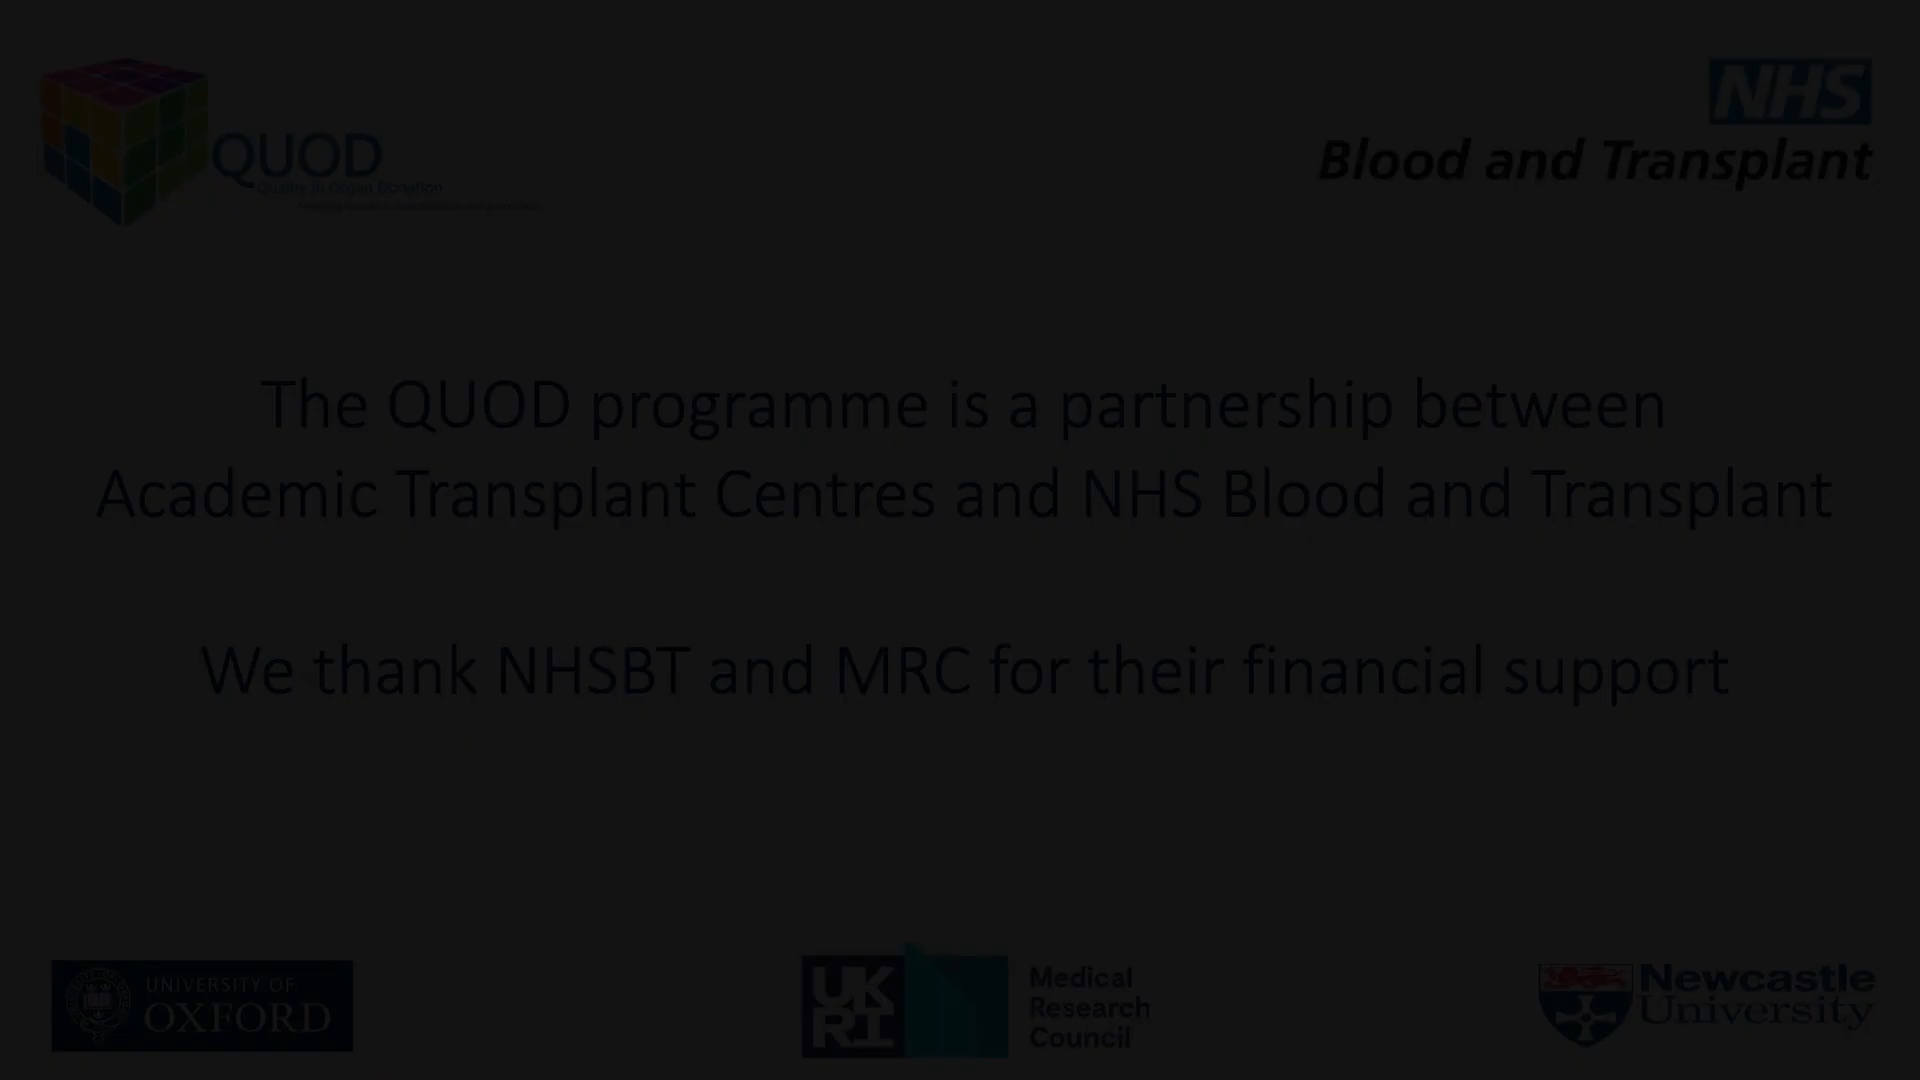 QUOD
Quality in Organ Donation
NHS
Blood and Transplant
The QUOD programme is a partnership between
Academic Transplant Centres and NHS Blood and Transplant
We thank NHSBT and MRC for their financial support
UNIVERSITY OF
OXFORD
UK
RI
Medical
Research
Council
Newcastle
University